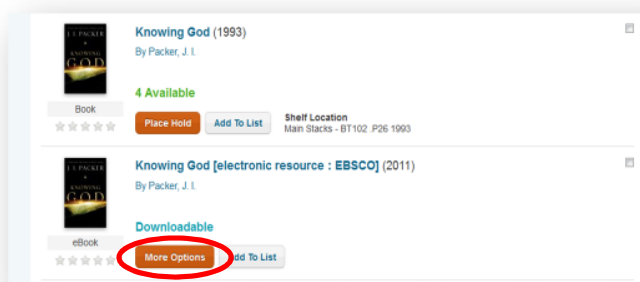 J. I. PACKER
KNOWING
GOD
Knowing God (1993)
By Packer, J. I.
4 Available
Book
Place Hold
Add To List
Shelf Location
Main Stacks - BT102 .P26 1993
J. I. PACKER
KNOWING
GOD
Knowing God [electronic resource : EBSCO] (2011)
By Packer, J. I.
Downloadable
eBook
More Options
dd To List